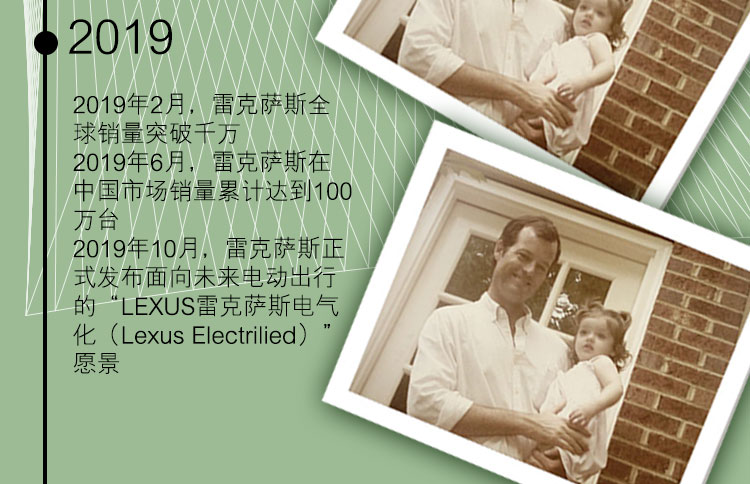 2019
2019年2月，雷克萨斯全
球销量突破千万
2019年6月，雷克萨斯在
中国市场销量累计达到100
万台
2019年10月，雷克萨斯正
式发布面向未来电动出行
的“LEXUS雷克萨斯电气
化（Lexus Electrilied）”
愿景